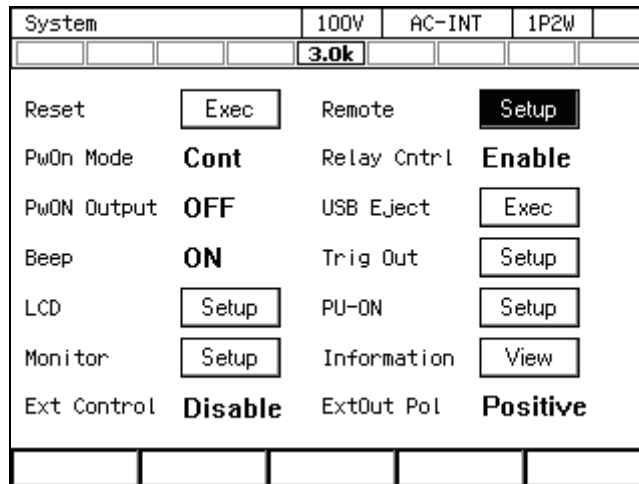 System 100V AC-INT 1P2W
3.0k
Reset Exec Remote Setup
PwOn Mode Cont Relay Cntrl Enable
PwON Output OFF USB Eject Exec
Beep ON Trig Out Setup
LCD Setup PU-ON Setup
Monitor Setup Information View
Ext Control Disable ExtOut Pol Positive